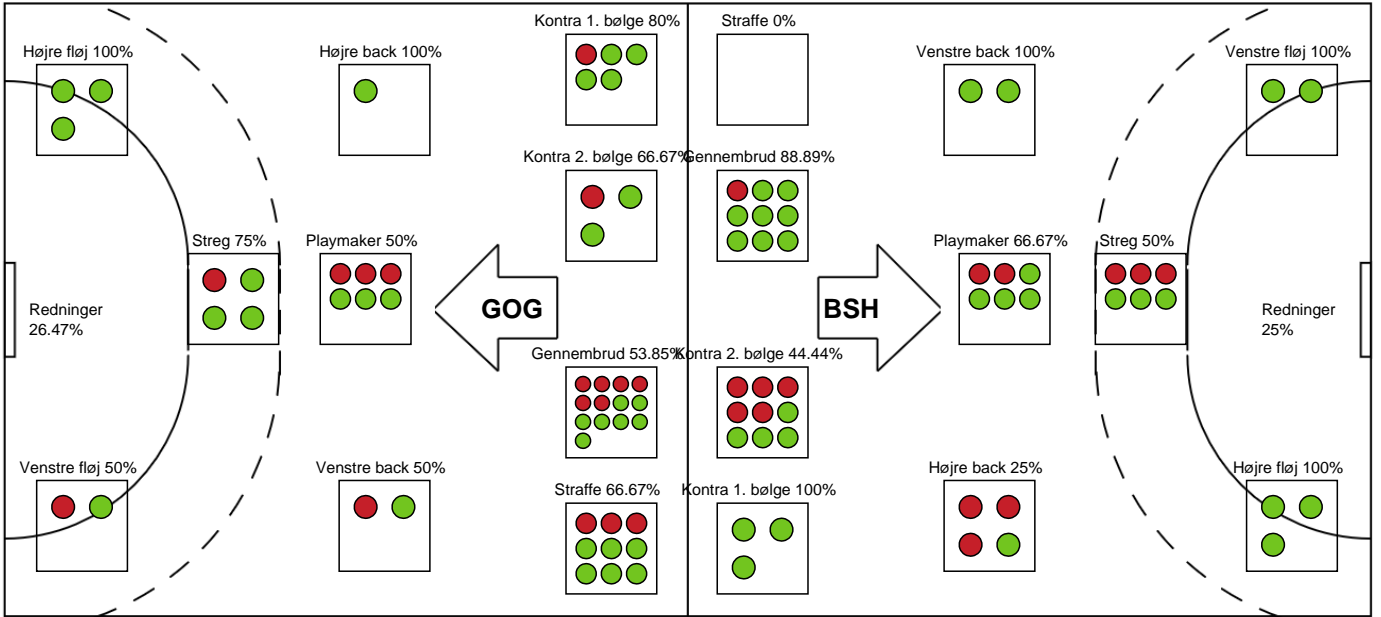 Kontra 1. bølge 80%
Straffe 0%
Højre fløj 100%
Højre back 100%
Venstre back 100%
Venstre fløj 100%
Kontra 2. bølge 66.67%
Gennembrud 88.89%
Streg 75%
Playmaker 50%
Playmaker 66.67%
Streg 50%
Redninger
26.47%
GOG
BSH
Redninger
25%
Gennembrud 53.85%
Kontra 2. bølge 44.44%
Venstre fløj 50%
Venstre back 50%
Højre back 25%
Højre fløj 100%
Straffe 66.67%
Kontra 1. bølge 100%